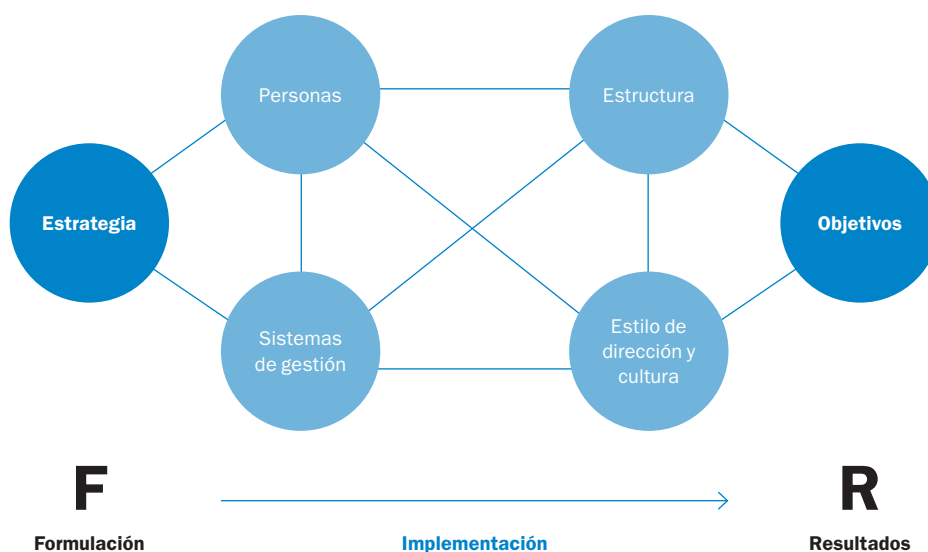 Personas
Estructura
Estrategia
Objetivos
Sistemas
de gestión
Estilo de
dirección y
cultura
F
R
Formulación
Implementación
Resultados